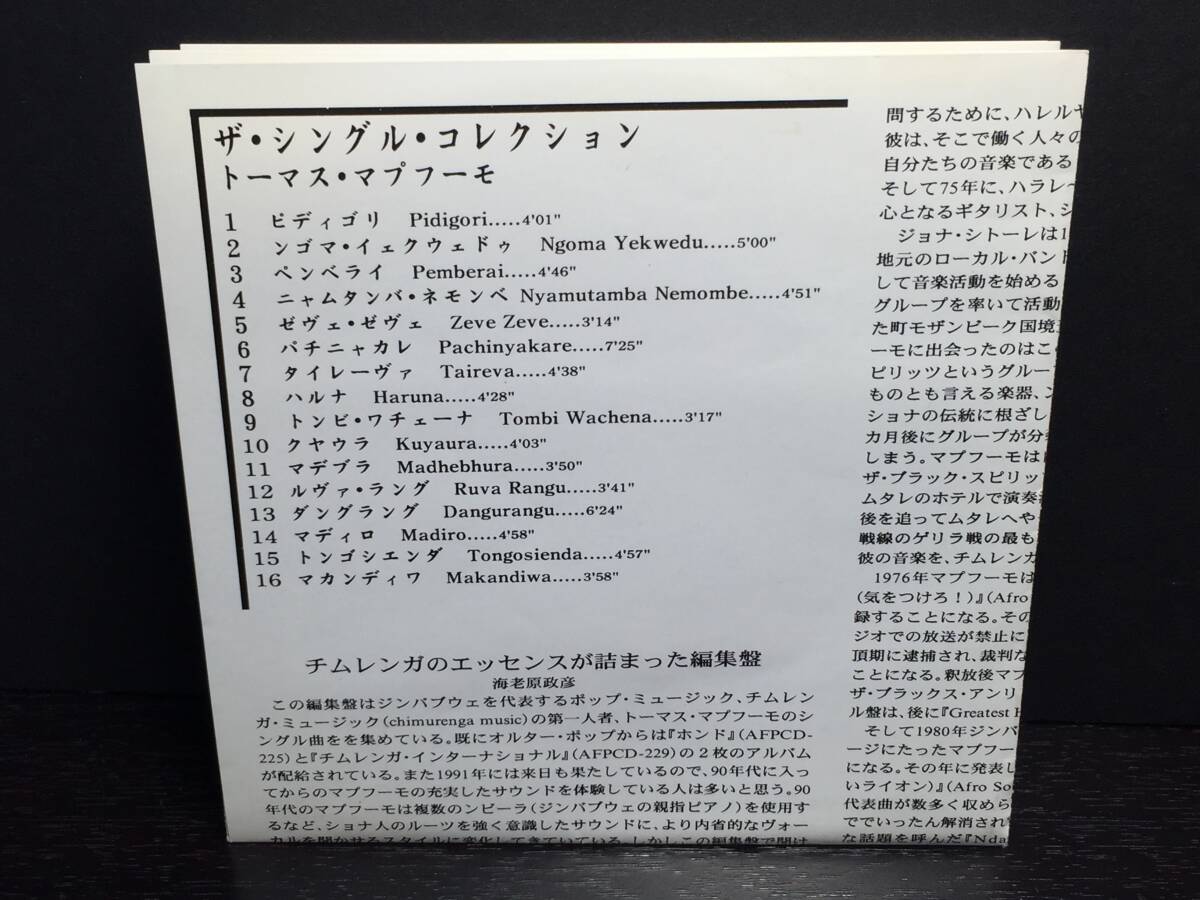 ザ・シングル・コレクション
トーマス・マプフーモ
1 ピディゴリ Pidigori.....4'01"
2 ンゴマ・イェクウェドゥ Ngoma Yekwedu.....5'00"
3 ペンベライ Pemberai.....4'46"
4 ニャムタンバ・ネモンベ Nyamutamba Nemombe.....4'51"
5 ゼヴェ・ゼヴェ Zeve Zeve.....3'14"
6 パチニャカレ Pachinyakare.....7'25"
7 タイレーヴァ Taireva.....4'38"
8 ハルナ Haruna.....4'28"
9 トンビ・ワチェーナ Tombi Wachena.....3'17"
10 クヤウラ Kuyaura.....4'03"
11 マデブラ Madhebhura.....3'50"
12 ルヴァ・ラング Ruva Rangu.....3'41"
13 ダングラング Dangurangu.....6'24"
14 マディロ Madiro.....4'58"
15 トンゴシエンダ Tongosienda.....4'57"
16 マカンディワ Makandiwa.....3'58"
チムレンガのエッセンスが詰まった編集盤
海老原政彦
この編集盤はジンバブウェを代表するポップ・ミュージック、チムレン
ガ・ミュージック(chimurenga music)の第一人者、トーマス・マプフーモのシ
ングル曲をを集めている。既にオルター・ポップからは『ホンド』(AFPCD-
225)と『チムレンガ・インターナショナル』(AFPCD-229)の2枚のアルバム
が配給されている。また1991年には来日も果たしているので、90年代に入っ
てからのマプフーモの充実したサウンドを体験している人は多いと思う。90
年代のマプフーモは複数のンビーラ(ジンバブウェの親指ピアノ)を使用す
るなど、ショナ人のルーツを強く意識したサウンドに、より内省的なヴォー
カルを聞かせるスタイルに変化してきている。しかしこの編集盤で聞け
問するために、ハレルヤ
彼は、そこで働く人々の
自分たちの音楽である
そして75年に、ハラレ
心となるギタリスト、ジ
ジョナ・シトーレは1
地元のローカル・バンド
して音楽活動を始める
グループを率いて活動
た町モザンビーク国境
ーモに出会ったのはこ
ピリッツというグルー
ものとも言える楽器、ン
ショナの伝統に根ざし
カ月後にグループが分
しまう。マプフーモは
ザ・ブラック・スピリッ
ムタレのホテルで演奏
後を追ってムタレへや
戦線のゲリラ戦の最も
彼の音楽を、チムレンガ
1976年マプフーモは
(気をつけろ!)』(Afro
録することになる。その
ジオでの放送が禁止に
頂期に逮捕され、裁判な
ことになる。釈放後マプ
ザ・ブラックス・アンリ
ル盤は、後に『Greatest H
そして1980年ジンバ
ージにたったマプフー
になる。その年に発表し
いライオン)』(Afro So
代表曲が数多く収めら
ででいったん解消され
な話題を呼んだ『Nda